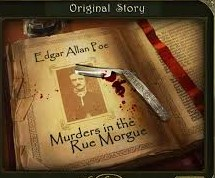 Original Story
Edgar Allan Poe
Murders in the
Rue Morgue